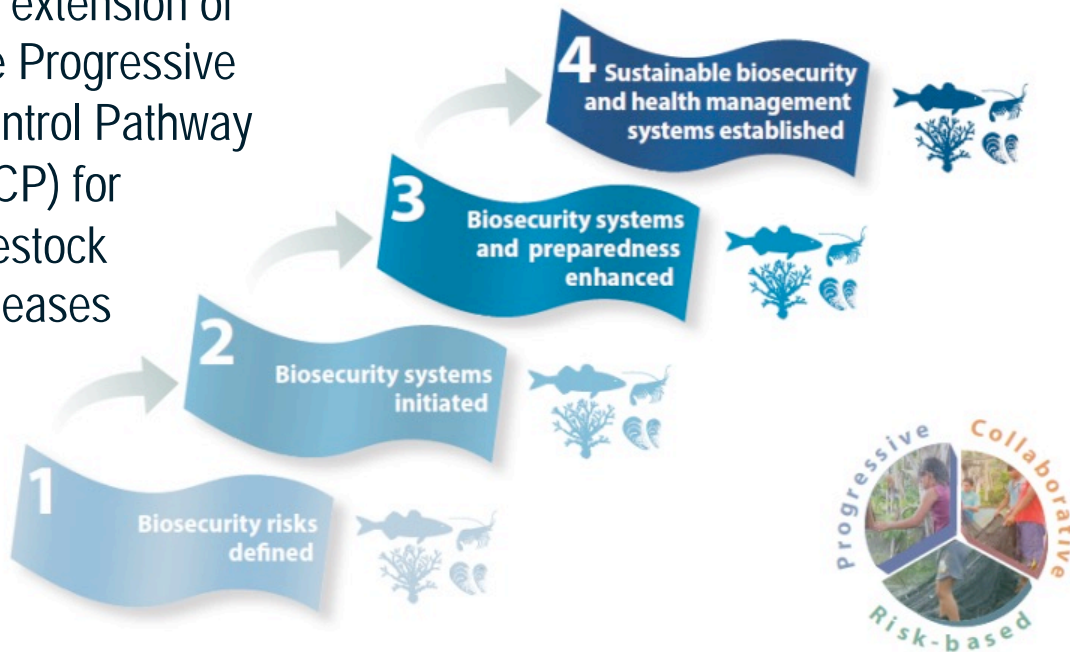 extension of
Progressive
ntrol Pathway
CP) for
estock
eases
4 Sustainable biosecurity
and health management
systems established
3 Biosecurity systems
and preparedness
enhanced
2 Biosecurity systems
initiated
1 Biosecurity risks
defined
Progressive
Collaborative
Risk-based